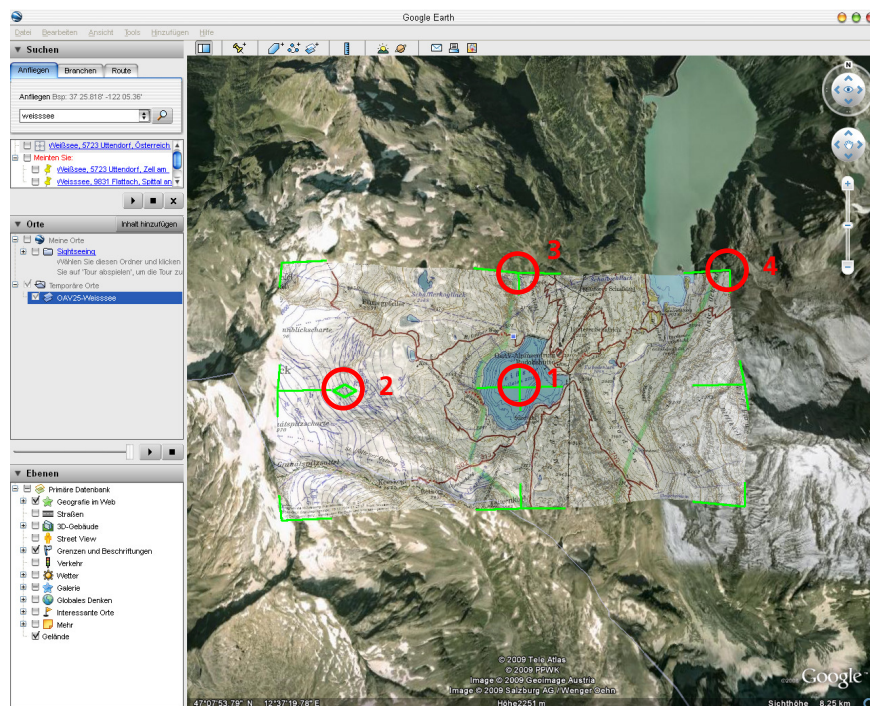 Google Earth
Datei Bearbeiten Ansicht Tools Hinzufügen Hilfe
Suchen
Anfliegen Branchen Route
Anfliegen Bsp: 37 25.818' -122 05.36'
weisssee
Weißsee, 5723 Uttendorf, Österreich
Meinten Sie:
Weißsee, 5723 Uttendorf, Zell am
Weisssee, 9831 Flattach, Spittal an
Orte
Inhalt hinzufügen
Meine Orte
Sightseeing
Wählen Sie diesen Ordner und klicken
Sie auf 'Tour abspielen', um die Tour zu
Temporäre Orte
OAV25-Weisssee
Ebenen
Primäre Datenbank
Geografie im Web
Straßen
3D-Gebäude
Street View
Grenzen und Beschriftungen
Verkehr
Wetter
Galerie
Globales Denken
Interessante Orte
Mehr
Gelände
N
3
4
1
2
© 2009 Tele Atlas
© 2009 PPWK
Image © 2009 Geoimage Austria
Image © 2009 Salzburg AG / Wenger Oehn
Google
47°07'53.79" N 12°37'19.78" E
Höhe2251 m
Sichthöhe 8.25 km